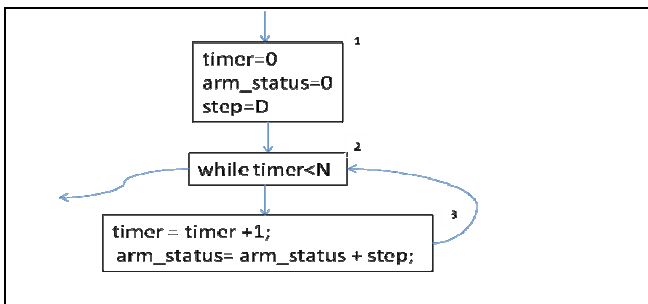 1
timer=0
arm_status=0
step=D
2
while timer<N
3
timer = timer +1;
arm_status= arm_status + step;